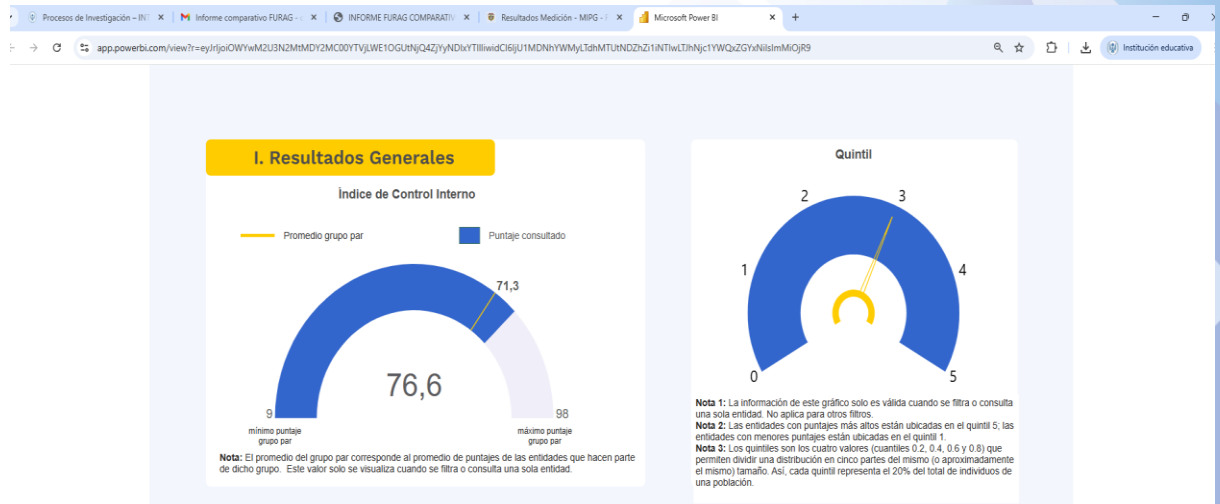 Procesos de Investigación – INS
Informe comparativo FURAG -
INFORME FURAG COMPARATIV
Resultados Medición - MIPG -
Microsoft Power BI
Institución educativa
I. Resultados Generales
Índice de Control Interno
Promedio grupo par
Puntaje consultado
71,3
76,6
9
98
mínimo puntaje
grupo par
máximo puntaje
grupo par
Nota: El promedio del grupo par corresponde al promedio de puntajes de las entidades que hacen parte
de dicho grupo. Este valor solo se visualiza cuando se filtra o consulta una sola entidad.
Quintil
2
3
1
4
0
5
Nota 1: La información de este gráfico solo es válida cuando se filtra o consulta
una sola entidad. No aplica para otros filtros.
Nota 2: Las entidades con puntajes más altos están ubicadas en el quintil 5; las
entidades con menores puntajes están ubicadas en el quintil 1.
Nota 3: Los quintiles son los cuatro valores (cuantiles 0.2, 0.4, 0.6 y 0.8) que
permiten dividir una distribución en cinco partes del mismo (o aproximadamente
el mismo) tamaño. Así, cada quintil representa el 20% del total de individuos de
una población.